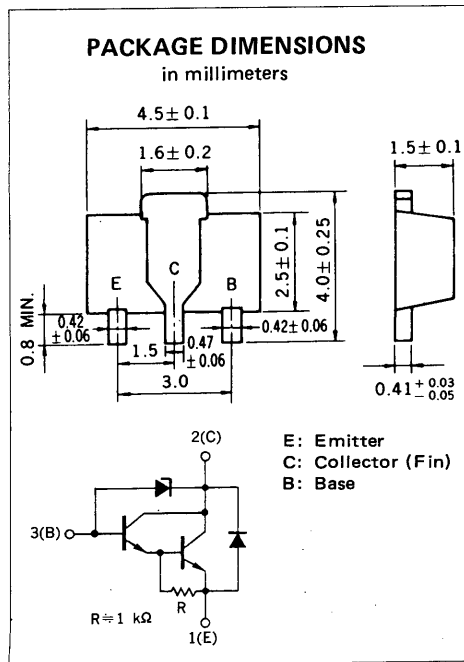 PACKAGE DIMENSIONS
in millimeters
4.5± 0.1
1.6± 0.2
1.5± 0.1
E
C
B
2.5± 0.1
4.0± 0.25
0.8 MIN.
0.42
± 0.06
1.5
0.47
± 0.06
0.42± 0.06
3.0
0.41 +0.03
−0.05
E: Emitter
C: Collector (Fin)
B: Base
2(C)
3(B)
R
R≒1 kΩ
1(E)